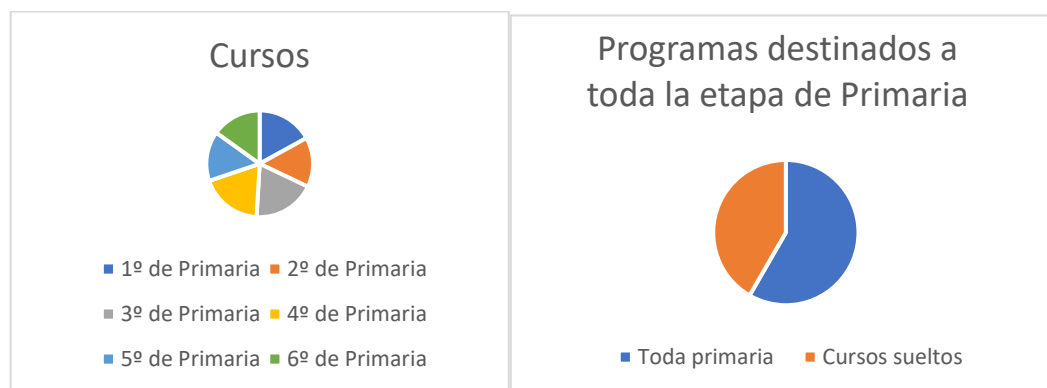 Cursos
1º de Primaria
2º de Primaria
3º de Primaria
4º de Primaria
5º de Primaria
6º de Primaria
Programas destinados a
toda la etapa de Primaria
Toda primaria
Cursos sueltos